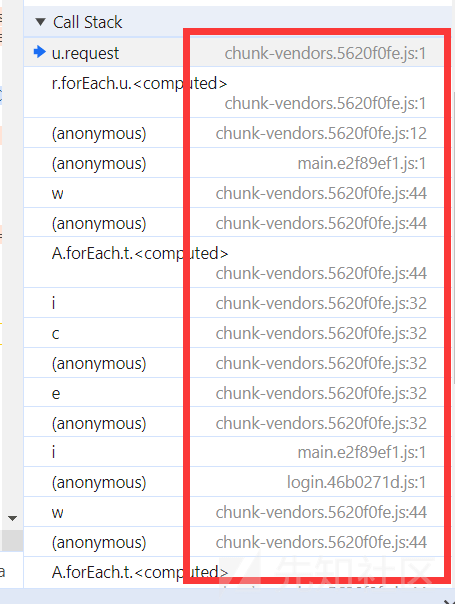 Call Stack
u.request chunk-vendors.5620f0fe.js:1
r.forEach.u.<computed>
chunk-vendors.5620f0fe.js:1
(anonymous) chunk-vendors.5620f0fe.js:12
(anonymous) main.e2f89ef1.js:1
w chunk-vendors.5620f0fe.js:44
(anonymous) chunk-vendors.5620f0fe.js:44
A.forEach.t.<computed>
chunk-vendors.5620f0fe.js:44
i chunk-vendors.5620f0fe.js:32
c chunk-vendors.5620f0fe.js:32
(anonymous) chunk-vendors.5620f0fe.js:32
e chunk-vendors.5620f0fe.js:32
(anonymous) chunk-vendors.5620f0fe.js:32
i main.e2f89ef1.js:1
(anonymous) login.46b0271d.js:1
w chunk-vendors.5620f0fe.js:44
(anonymous) chunk-vendors.5620f0fe.js:44
A.forEach.t.<computed>
chunk-vendors.5620f0fe.js:44
先知社区
a